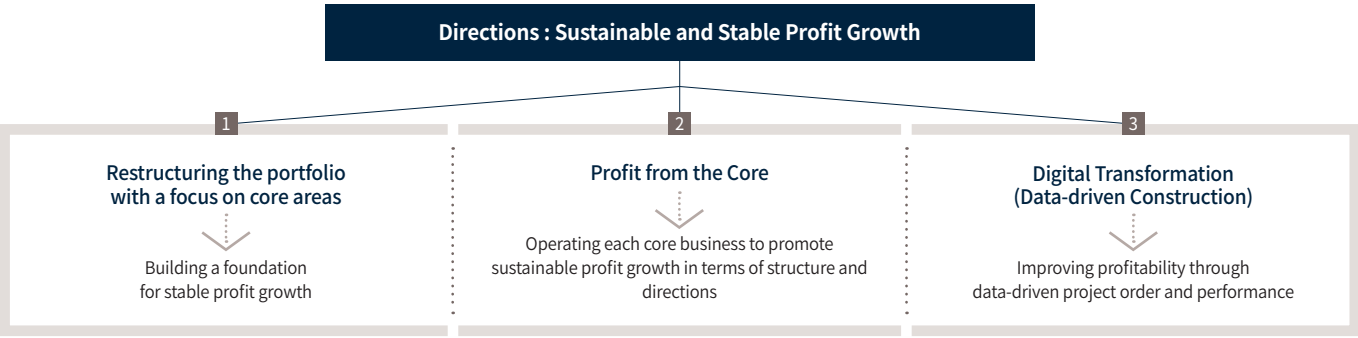 Directions : Sustainable and Stable Profit Growth
1
Restructuring the portfolio
with a focus on core areas
Building a foundation
for stable profit growth
2
Profit from the Core
Operating each core business to promote
sustainable profit growth in terms of structure and
directions
3
Digital Transformation
(Data-driven Construction)
Improving profitability through
data-driven project order and performance